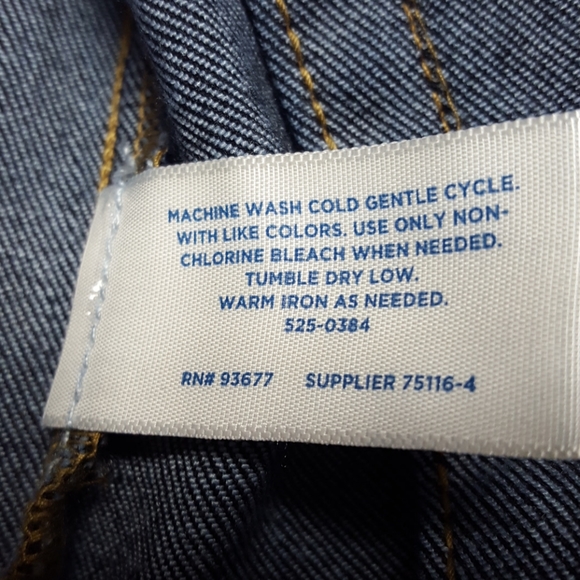 MACHINE WASH COLD GENTLE CYCLE.
WITH LIKE COLORS. USE ONLY NON-
CHLORINE BLEACH WHEN NEEDED.
TUMBLE DRY LOW.
WARM IRON AS NEEDED.
525-0384
RN# 93677 SUPPLIER 75116-4